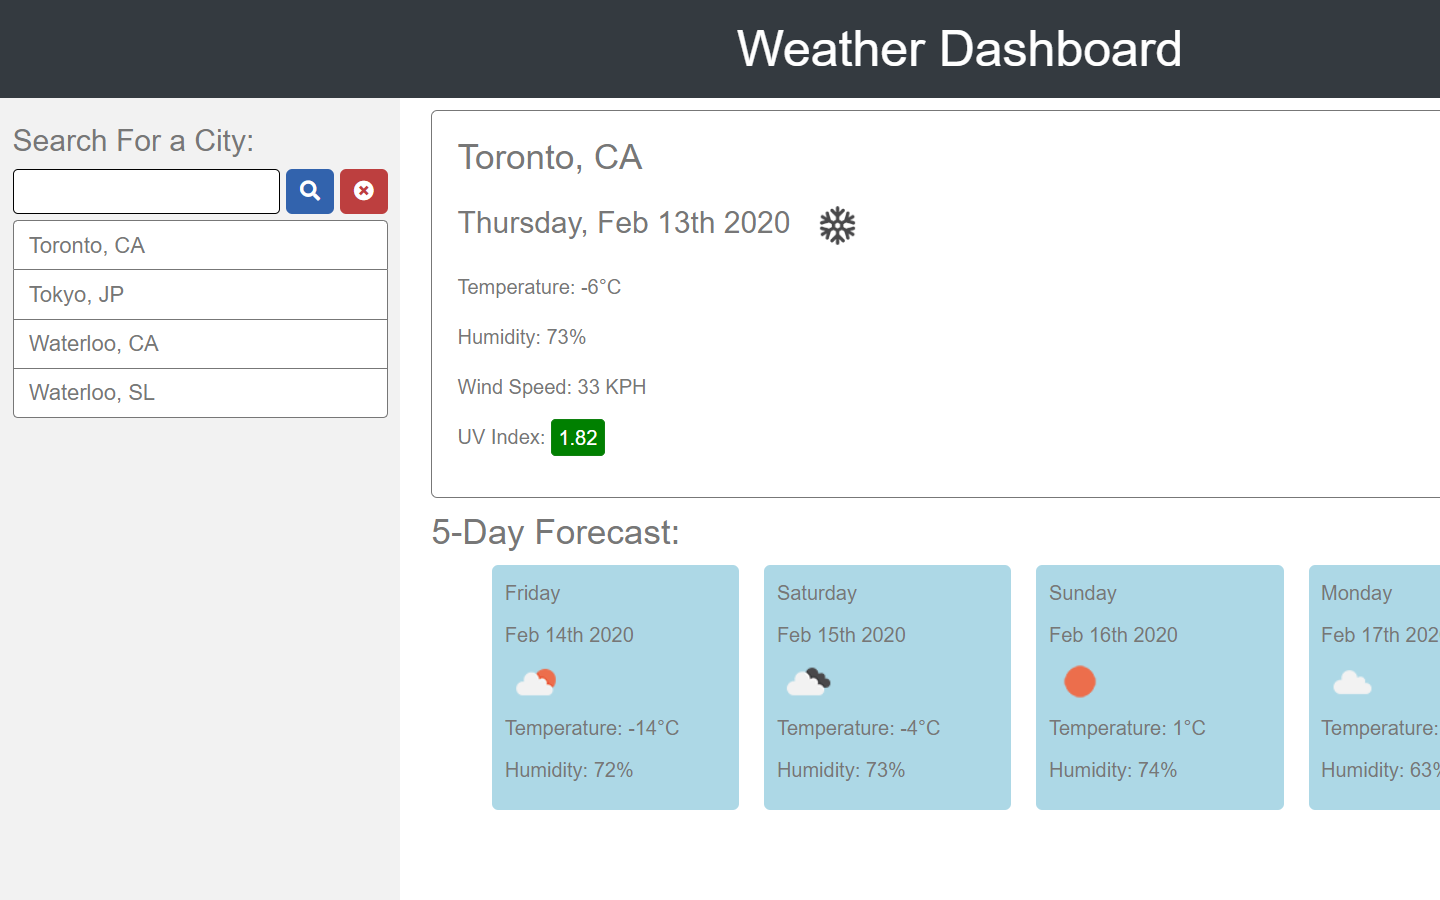 Weather Dashboard
Search For a City:
Toronto, CA
Tokyo, JP
Waterloo, CA
Waterloo, SL
Toronto, CA
Thursday, Feb 13th 2020
Temperature: -6°C
Humidity: 73%
Wind Speed: 33 KPH
UV Index: 1.82
5-Day Forecast:
Friday
Feb 14th 2020
Temperature: -14°C
Humidity: 72%
Saturday
Feb 15th 2020
Temperature: -4°C
Humidity: 73%
Sunday
Feb 16th 2020
Temperature: 1°C
Humidity: 74%
Monday
Feb 17th 202
Temperature:
Humidity: 63%